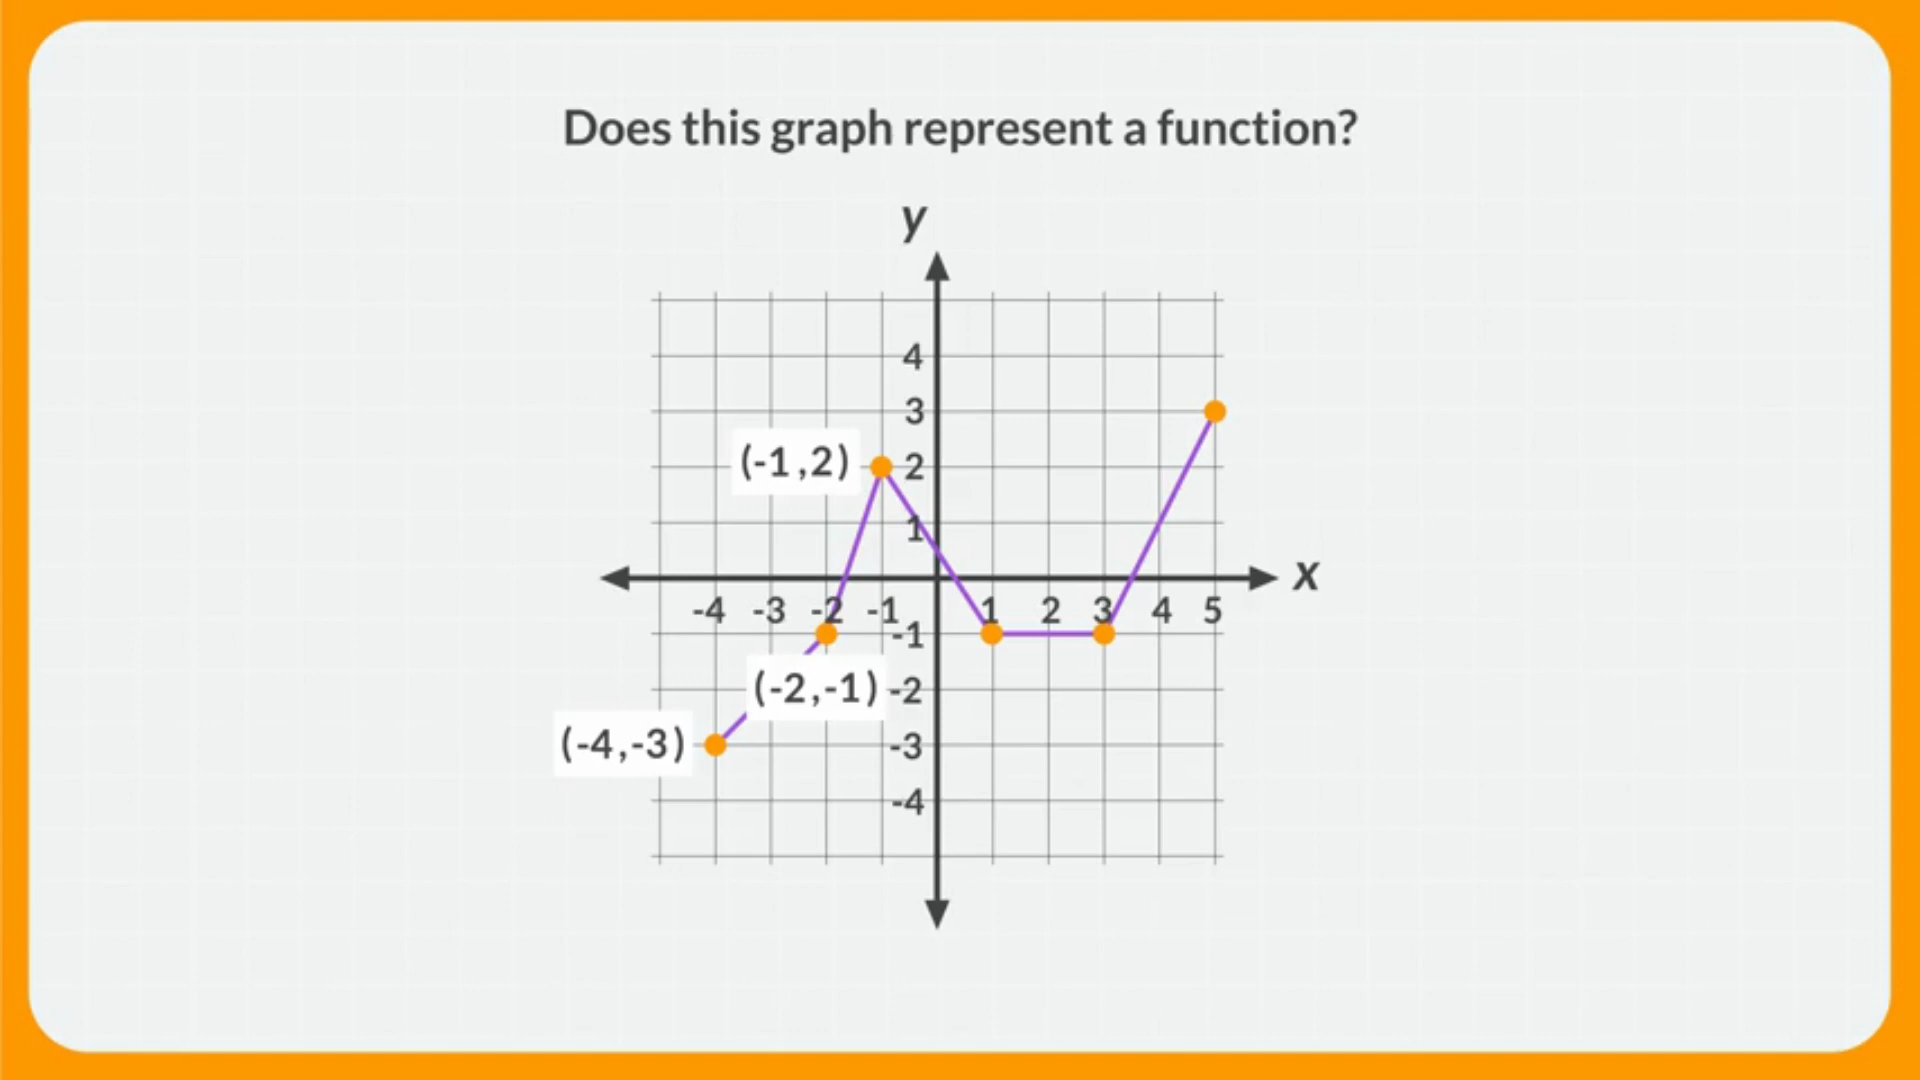 Does this graph represent a function?
y
4
3
(-1,2) 2
1
x
-4 -3 -2 -1 1 2 3 4 5
-1
(-2,-1) -2
(-4,-3) -3
-4